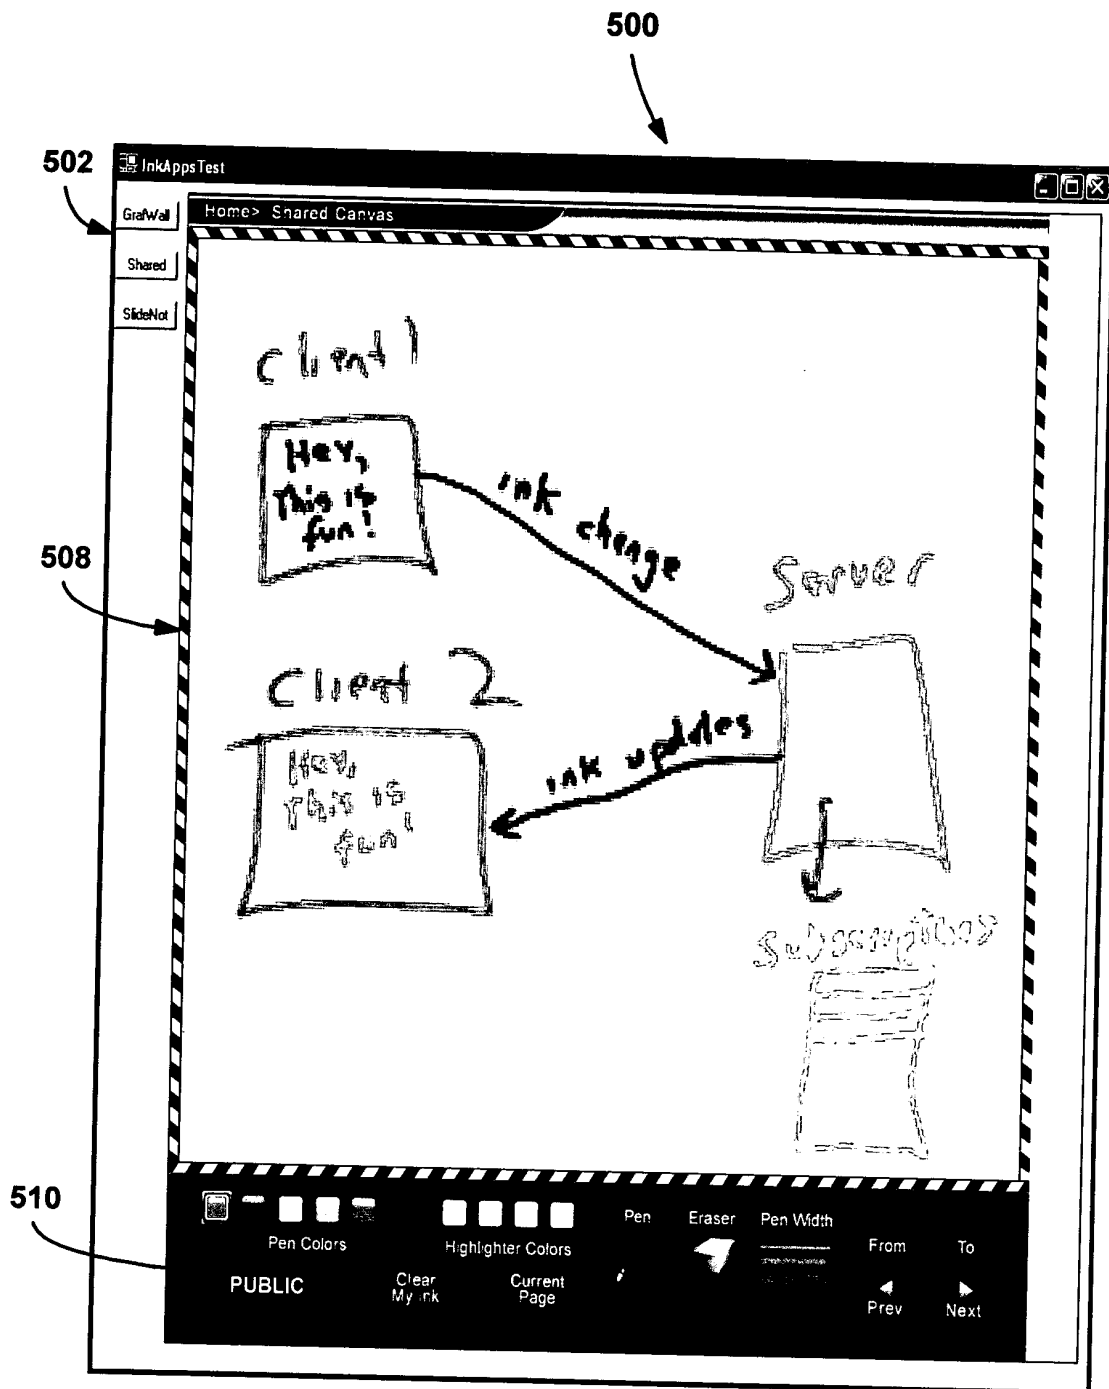 500
502
InkAppsTest
GrafWall
Home> Shared Canvas
Shared
SlideNot
Client 1
Hey,
This is
fun!
ink change
508
Server
Client 2
Hey,
this is
fun!
ink updates
Subscriptions
510
Pen Colors
Highlighter Colors
Pen
Eraser
Pen Width
From
To
PUBLIC
Clear
My Ink
Current
Page
Prev
Next